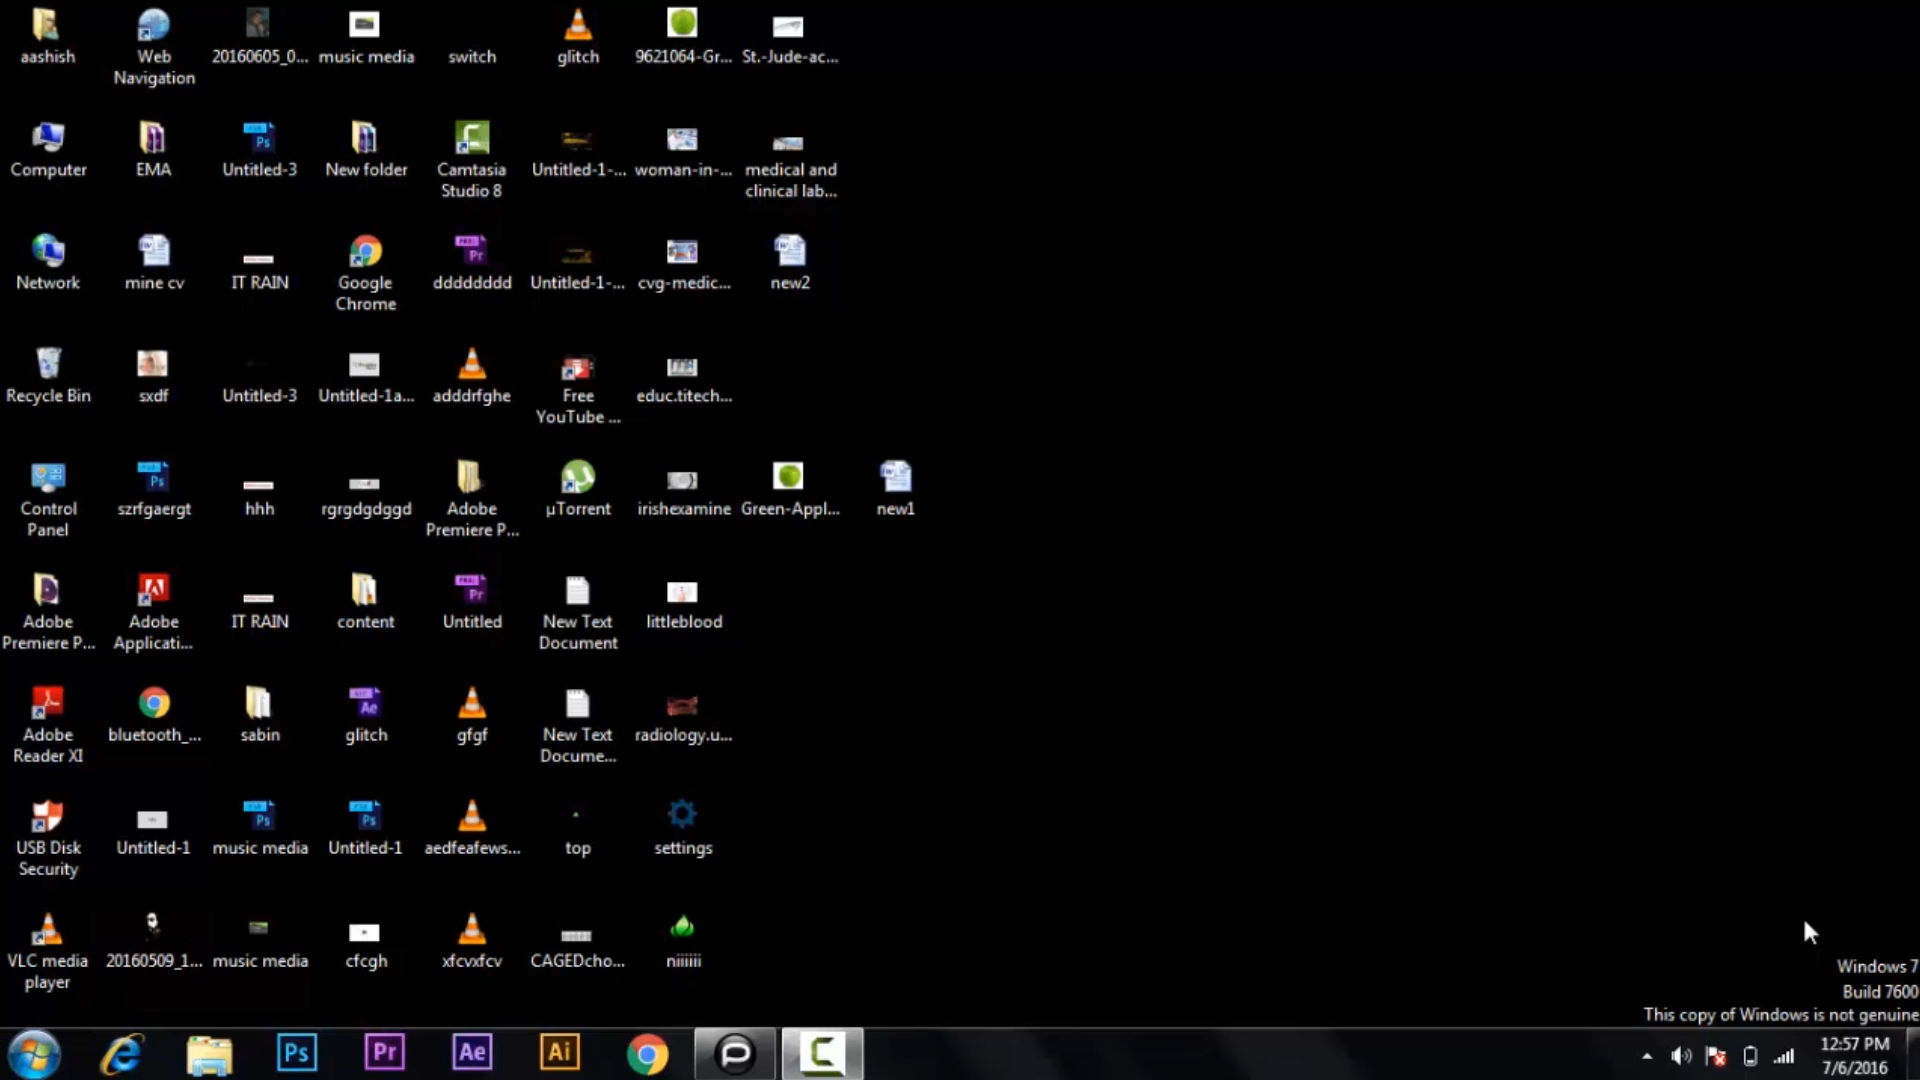 aashish
Web
Navigation
20160605_0...
music media
switch
glitch
9621064-Gr...
St.-Jude-ac...
Computer
EMA
Untitled-3
New folder
Camtasia
Studio 8
Untitled-1-...
woman-in-...
medical and
clinical lab...
Network
mine cv
IT RAIN
Google
Chrome
dddddddd
Untitled-1-...
cvg-medic...
new2
Recycle Bin
sxdf
Untitled-3
Untitled-1a...
adddrfghe
Free
YouTube ...
educ.titech...
Control
Panel
szrfgaergt
hhh
rgrgdgdggd
Adobe
Premiere P...
µTorrent
irishexamine
Green-Appl...
new1
Adobe
Premiere P...
Adobe
Applicati...
IT RAIN
content
Untitled
New Text
Document
littleblood
Adobe
Reader XI
bluetooth_...
sabin
glitch
gfgf
New Text
Docume...
radiology.u...
USB Disk
Security
Untitled-1
music media
Untitled-1
aedfeafews...
top
settings
VLC media
player
20160509_1...
music media
cfcgh
xfcvxfcv
CAGEDcho...
niiiiii
Windows 7
Build 7600
This copy of Windows is not genuine
Ps
Pr
Ae
Ai
12:57 PM
7/6/2016